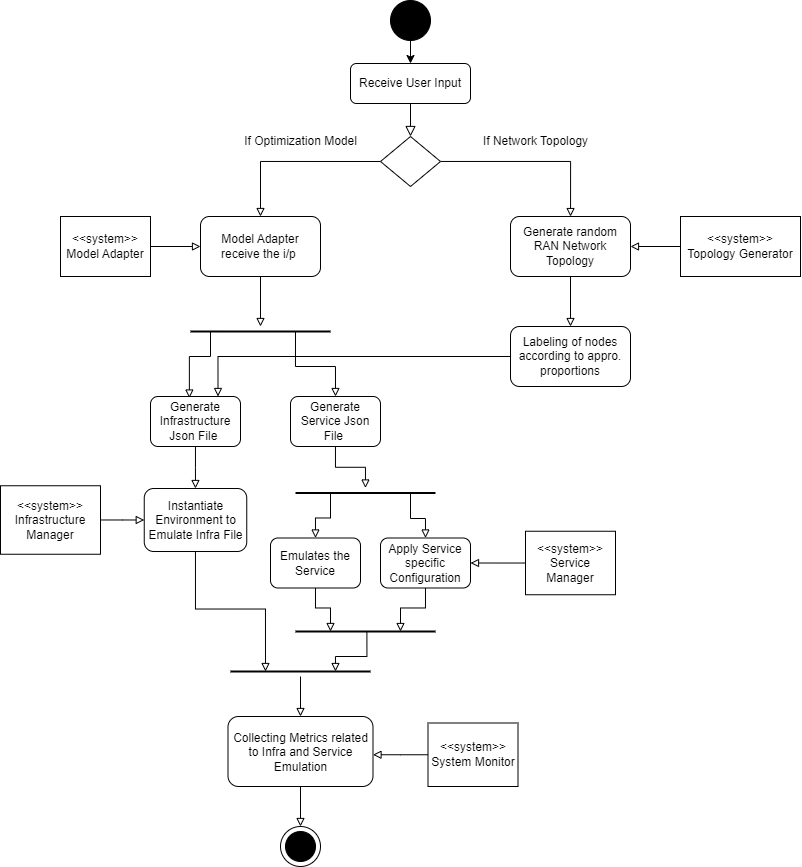 Receive User Input
If Optimization Model
If Network Topology
<<system>>
Model Adapter
Model Adapter
receive the i/p
Generate random
RAN Network
Topology
<<system>>
Topology Generator
Labeling of nodes
according to appro.
proportions
Generate
Infrastructure
Json File
Generate
Service Json
File
<<system>>
Infrastructure
Manager
Instantiate
Environment to
Emulate Infra File
Emulates the
Service
Apply Service
specific
Configuration
<<system>>
Service
Manager
Collecting Metrics related
to Infra and Service
Emulation
<<system>>
System Monitor